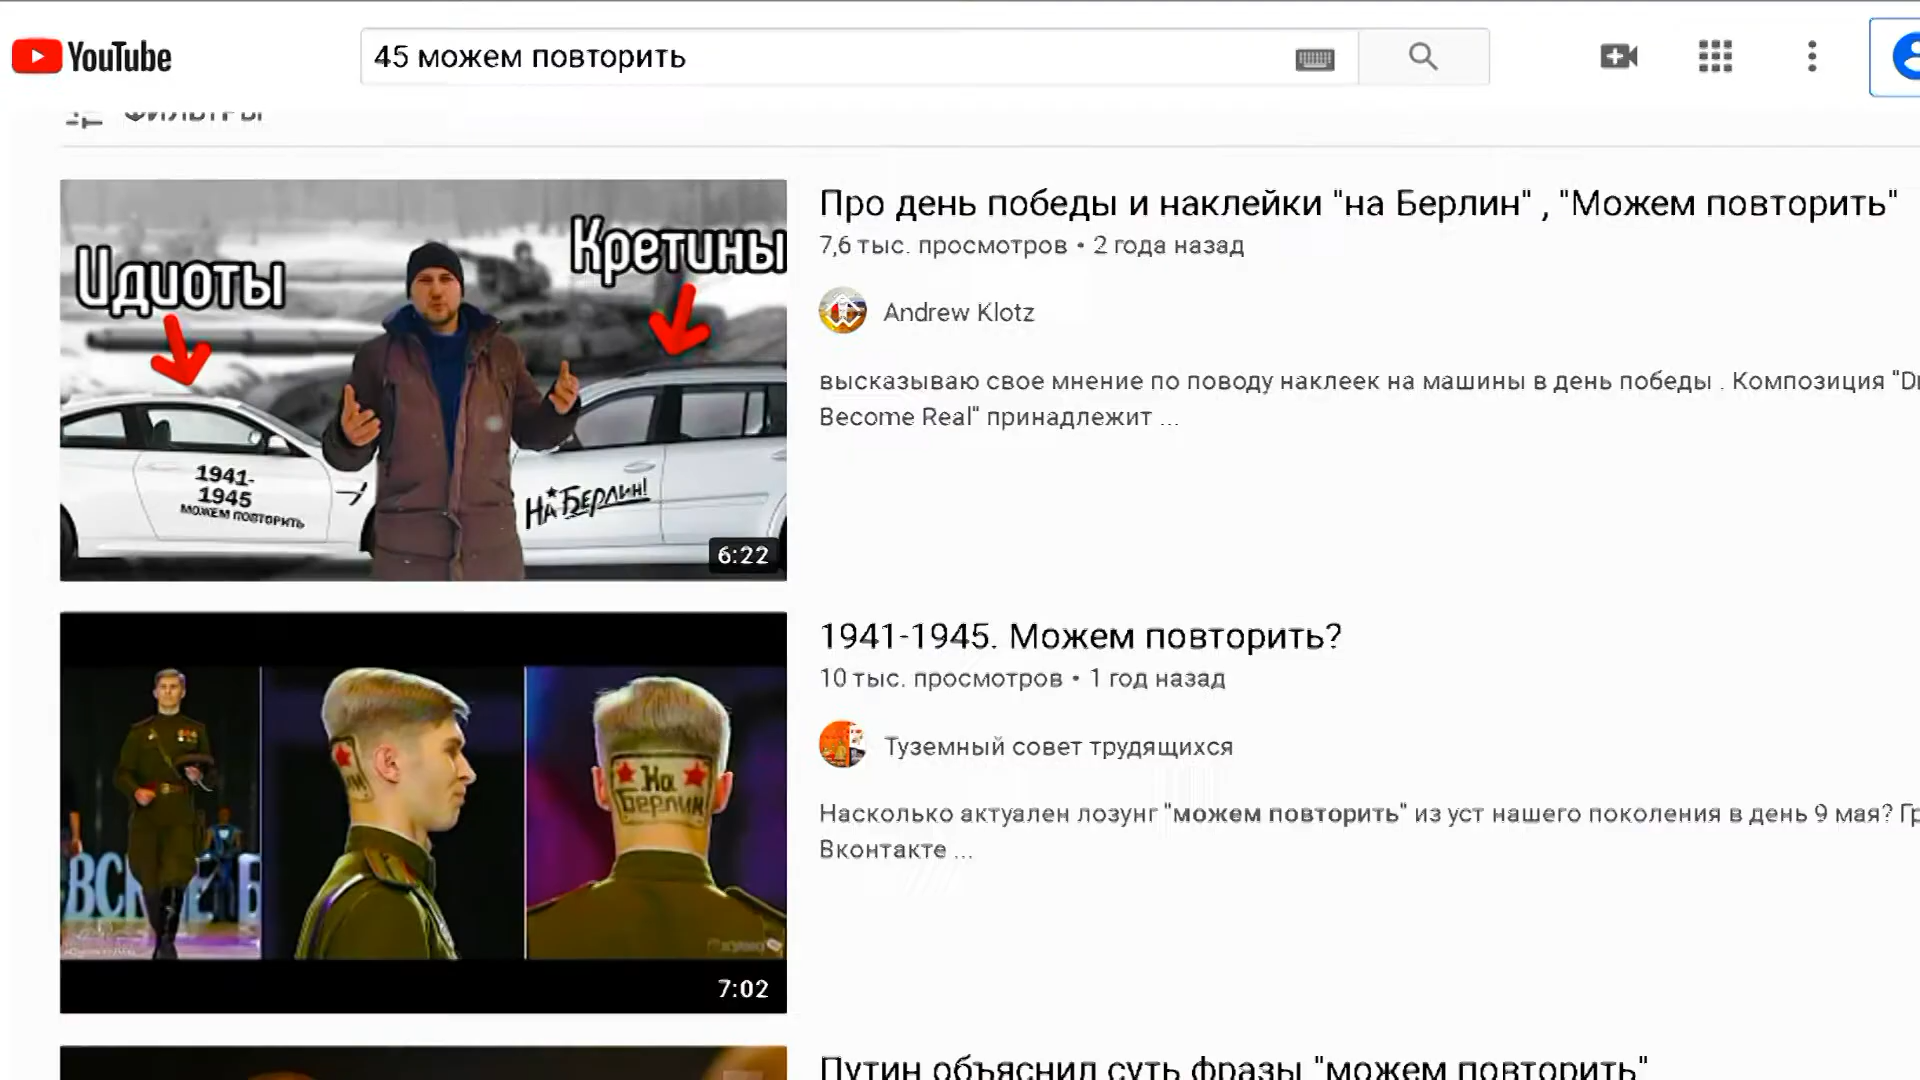 YouTube
45 можем повторить
ФИЛЬТРЫ
Идиоты
Кретины
1941-
1945
МОЖЕМ ПОВТОРИТЬ
НА БЕРЛИН!
6:22
Про день победы и наклейки "на Берлин" , "Можем повторить"
7,6 тыс. просмотров • 2 года назад
Andrew Klotz
высказываю свое мнение по поводу наклеек на машины в день победы . Композиция
Become Real" принадлежит ...
На
Берлин
7:02
1941-1945. Можем повторить?
10 тыс. просмотров • 1 год назад
Туземный совет трудящихся
Насколько актуален лозунг "можем повторить" из уст нашего поколения в день 9 мая?
Вконтакте ...
Путин объяснил суть фразы "можем повторить"